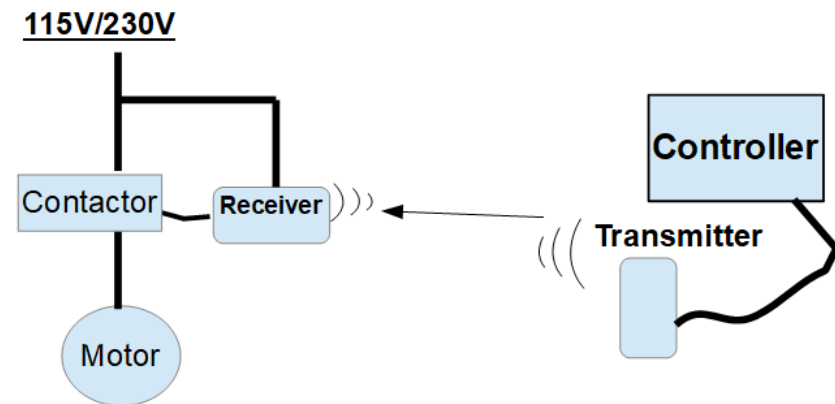 115V/230V
Controller
Contactor
Receiver
Transmitter
Motor